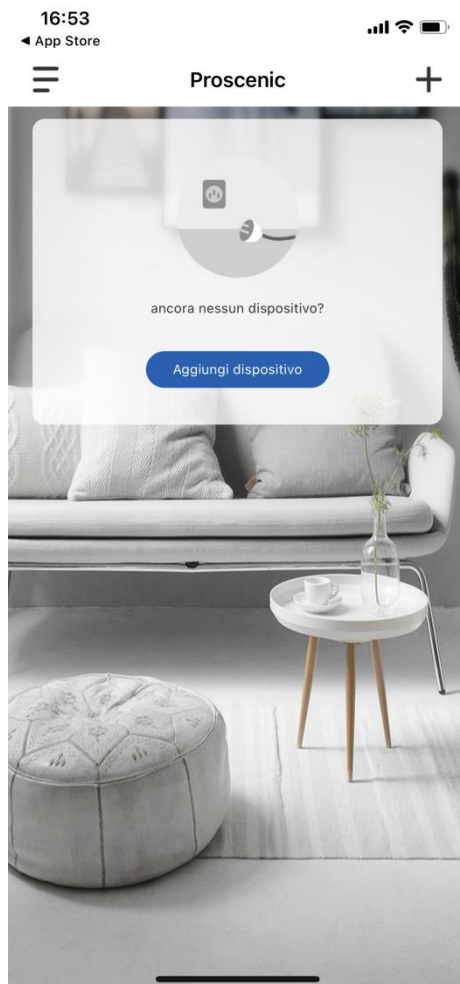 16:53
◀ App Store
Proscenic
ancora nessun dispositivo?
Aggiungi dispositivo